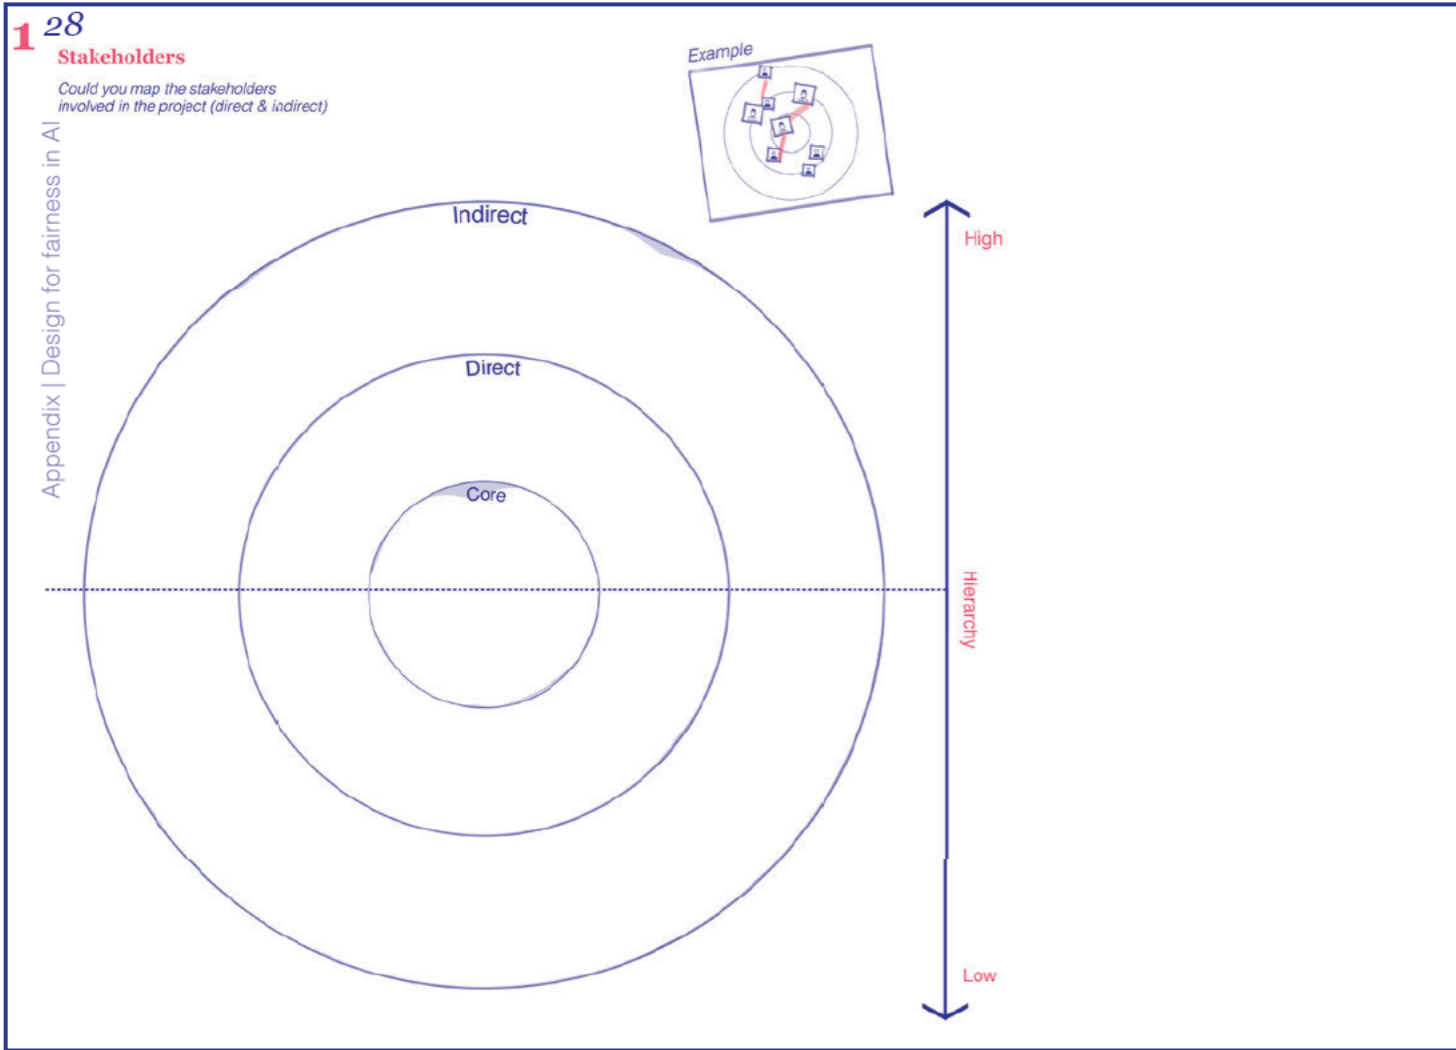 1
28
Stakeholders
Could you map the stakeholders
involved in the project (direct & indirect)
Example
Appendix | Design for fairness in AI
Indirect
Direct
Core
High
Hierarchy
Low